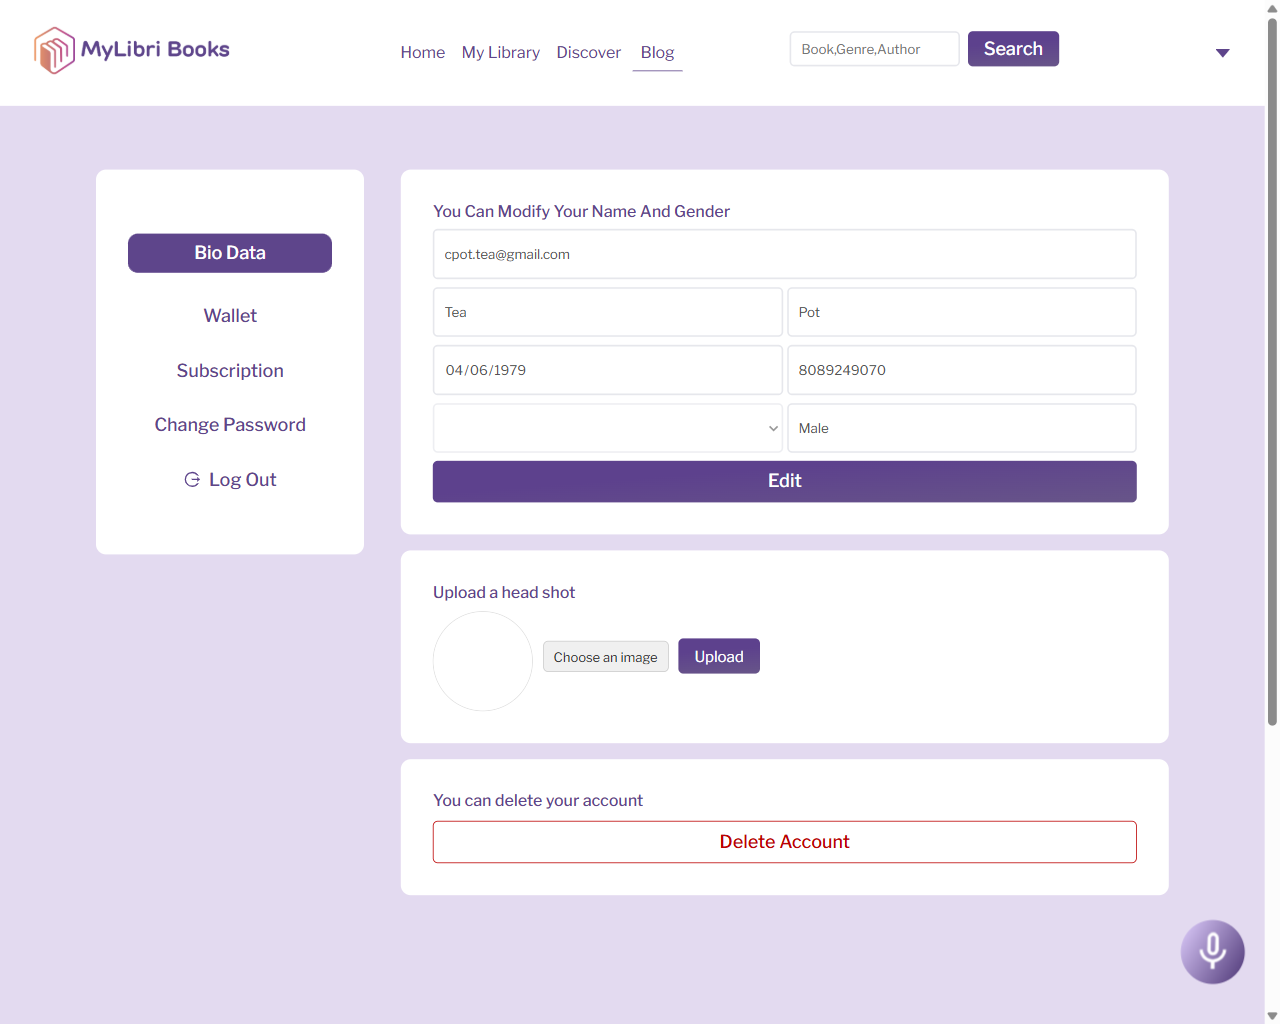 MyLibri Books
Home My Library Discover Blog
Book,Genre,Author
Search
Bio Data
Wallet
Subscription
Change Password
Log Out
You Can Modify Your Name And Gender
cpot.tea@gmail.com
Tea
Pot
04/06/1979
8089249070
Male
Edit
Upload a head shot
Choose an image
Upload
You can delete your account
Delete Account